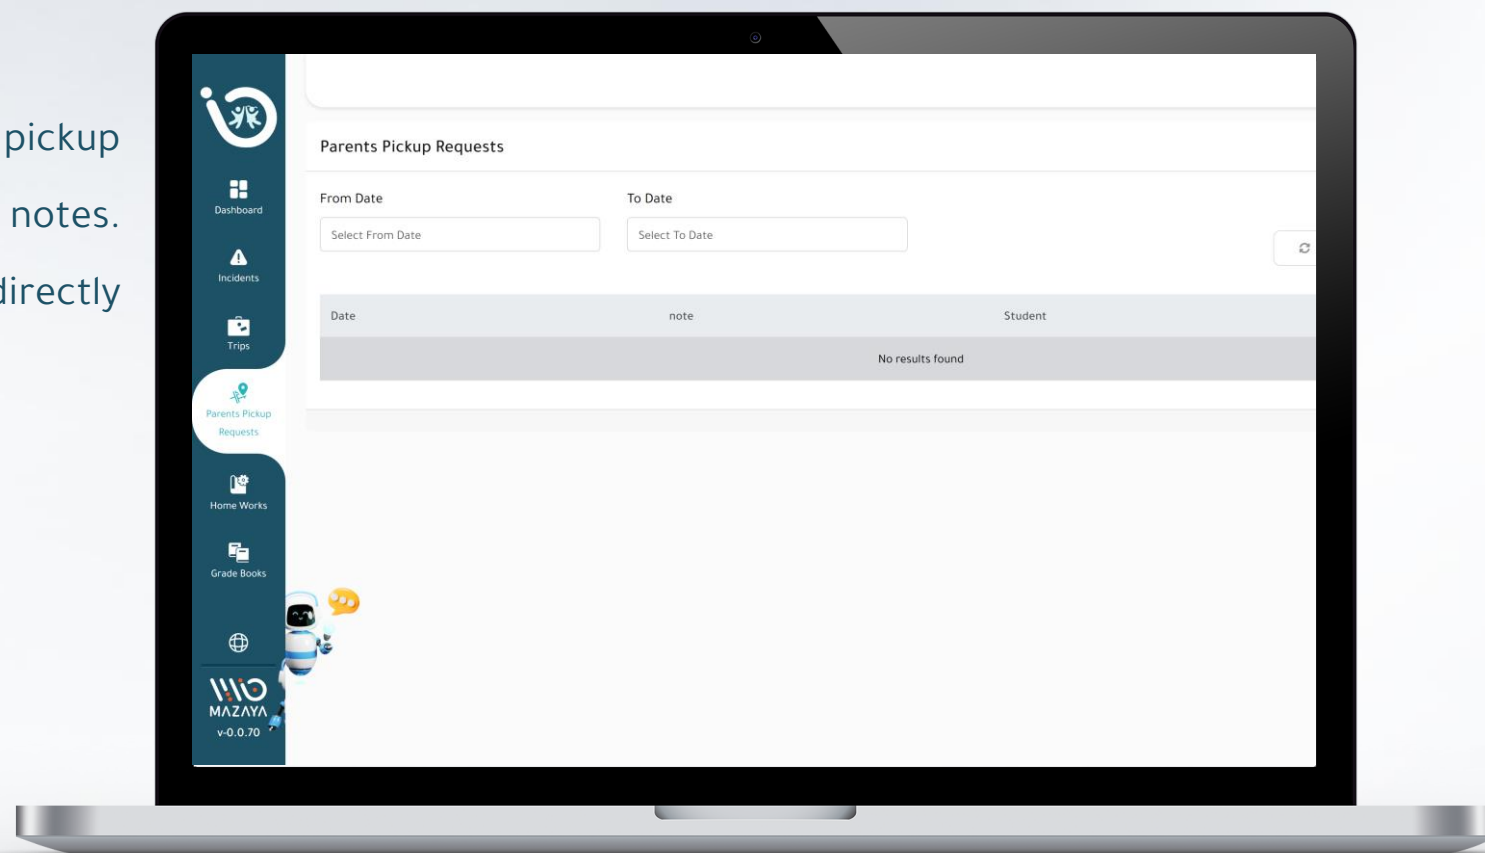 pickup
notes.
directly
Parents Pickup Requests
From Date
To Date
Select From Date
Select To Date
Date
note
Student
No results found
Dashboard
Incidents
Trips
Parents Pickup
Requests
Home Works
Grade Books
MAZAYA
v-0.0.70